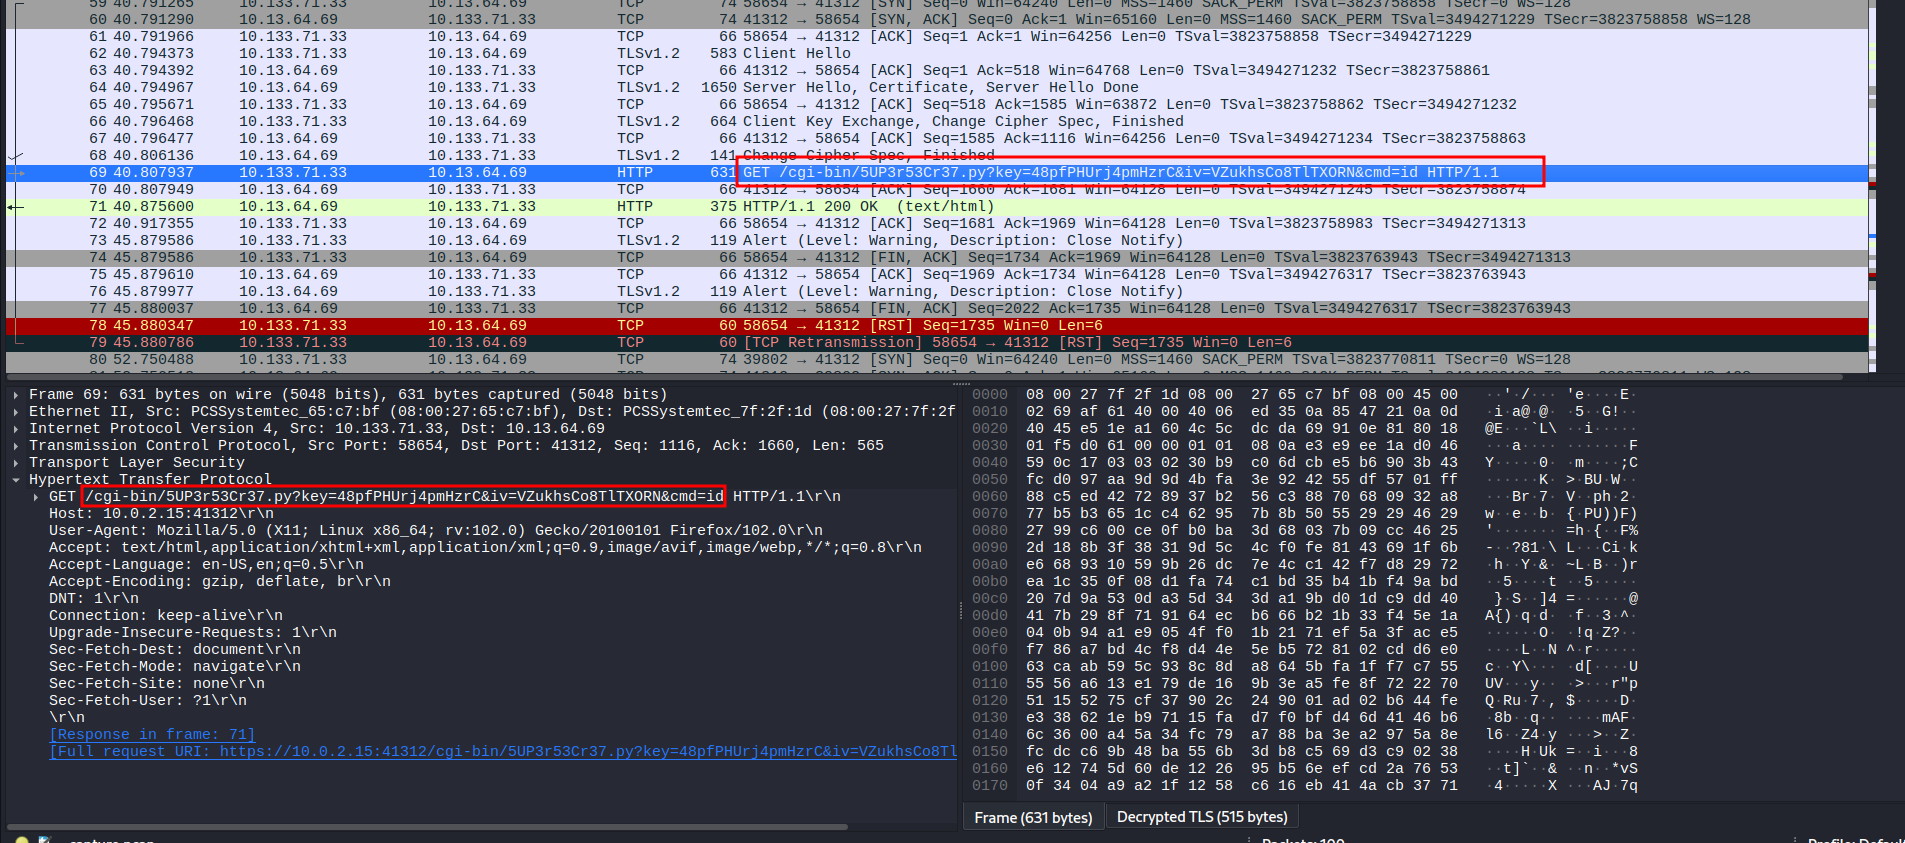 59 40.791265 10.133.71.33 10.13.64.69 TCP 74 58654 → 41312 [SYN] Seq=0 Win=64240 Len=0 MSS=1460 SACK_PERM TSval=3823758858 TSecr=0 WS=128
60 40.791290 10.13.64.69 10.133.71.33 TCP 74 41312 → 58654 [SYN, ACK] Seq=0 Ack=1 Win=65160 Len=0 MSS=1460 SACK_PERM TSval=3494271229 TSecr=3823758858 WS=128
61 40.791966 10.133.71.33 10.13.64.69 TCP 66 58654 → 41312 [ACK] Seq=1 Ack=1 Win=64256 Len=0 TSval=3823758858 TSecr=3494271229
62 40.794373 10.133.71.33 10.13.64.69 TLSv1.2 583 Client Hello
63 40.794392 10.13.64.69 10.133.71.33 TCP 66 41312 → 58654 [ACK] Seq=1 Ack=518 Win=64768 Len=0 TSval=3494271232 TSecr=3823758861
64 40.794967 10.13.64.69 10.133.71.33 TLSv1.2 1650 Server Hello, Certificate, Server Hello Done
65 40.795671 10.133.71.33 10.13.64.69 TCP 66 58654 → 41312 [ACK] Seq=518 Ack=1585 Win=63872 Len=0 TSval=3823758862 TSecr=3494271232
66 40.796468 10.133.71.33 10.13.64.69 TLSv1.2 664 Client Key Exchange, Change Cipher Spec, Finished
67 40.796477 10.13.64.69 10.133.71.33 TCP 66 41312 → 58654 [ACK] Seq=1585 Ack=1116 Win=64256 Len=0 TSval=3494271234 TSecr=3823758863
68 40.806136 10.13.64.69 10.133.71.33 TLSv1.2 141 Change Cipher Spec, Finished
69 40.807937 10.133.71.33 10.13.64.69 HTTP 631 GET /cgi-bin/5UP3r53Cr37.py?key=48pfPHUrj4pmHzrC&iv=VZukhsCo8TlTXORN&cmd=id HTTP/1.1
70 40.807949 10.13.64.69 10.133.71.33 TCP 66 41312 → 58654 [ACK] Seq=1660 Ack=1681 Win=64128 Len=0 TSval=3494271245 TSecr=3823758874
71 40.875600 10.13.64.69 10.133.71.33 HTTP 375 HTTP/1.1 200 OK (text/html)
72 40.917355 10.133.71.33 10.13.64.69 TCP 66 58654 → 41312 [ACK] Seq=1681 Ack=1969 Win=64128 Len=0 TSval=3823758983 TSecr=3494271313
73 45.879586 10.133.71.33 10.13.64.69 TLSv1.2 119 Alert (Level: Warning, Description: Close Notify)
74 45.879586 10.133.71.33 10.13.64.69 TCP 66 58654 → 41312 [FIN, ACK] Seq=1734 Ack=1969 Win=64128 Len=0 TSval=3823763943 TSecr=3494271313
75 45.879610 10.13.64.69 10.133.71.33 TCP 66 41312 → 58654 [ACK] Seq=1969 Ack=1734 Win=64128 Len=0 TSval=3494276317 TSecr=3823763943
76 45.879977 10.13.64.69 10.133.71.33 TLSv1.2 119 Alert (Level: Warning, Description: Close Notify)
77 45.880037 10.13.64.69 10.133.71.33 TCP 66 41312 → 58654 [FIN, ACK] Seq=2022 Ack=1735 Win=64128 Len=0 TSval=3494276317 TSecr=3823763943
78 45.880347 10.133.71.33 10.13.64.69 TCP 60 58654 → 41312 [RST] Seq=1735 Win=0 Len=6
79 45.880786 10.133.71.33 10.13.64.69 TCP 60 [TCP Retransmission] 58654 → 41312 [RST] Seq=1735 Win=0 Len=6
80 52.750488 10.133.71.33 10.13.64.69 TCP 74 39802 → 41312 [SYN] Seq=0 Win=64240 Len=0 MSS=1460 SACK_PERM TSval=3823770811 TSecr=0 WS=128
Frame 69: 631 bytes on wire (5048 bits), 631 bytes captured (5048 bits)
Ethernet II, Src: PCSSystemtec_65:c7:bf (08:00:27:65:c7:bf), Dst: PCSSystemtec_7f:2f:1d (08:00:27:7f:2f
Internet Protocol Version 4, Src: 10.133.71.33, Dst: 10.13.64.69
Transmission Control Protocol, Src Port: 58654, Dst Port: 41312, Seq: 1116, Ack: 1660, Len: 565
Transport Layer Security
Hypertext Transfer Protocol
GET /cgi-bin/5UP3r53Cr37.py?key=48pfPHUrj4pmHzrC&iv=VZukhsCo8TlTXORN&cmd=id HTTP/1.1\r\n
Host: 10.0.2.15:41312\r\n
User-Agent: Mozilla/5.0 (X11; Linux x86_64; rv:102.0) Gecko/20100101 Firefox/102.0\r\n
Accept: text/html,application/xhtml+xml,application/xml;q=0.9,image/avif,image/webp,*/*;q=0.8\r\n
Accept-Language: en-US,en;q=0.5\r\n
Accept-Encoding: gzip, deflate, br\r\n
DNT: 1\r\n
Connection: keep-alive\r\n
Upgrade-Insecure-Requests: 1\r\n
Sec-Fetch-Dest: document\r\n
Sec-Fetch-Mode: navigate\r\n
Sec-Fetch-Site: none\r\n
Sec-Fetch-User: ?1\r\n
\r\n
[Response in frame: 71]
[Full request URI: https://10.0.2.15:41312/cgi-bin/5UP3r53Cr37.py?key=48pfPHUrj4pmHzrC&iv=VZukhsCo8Tl
0000 08 00 27 7f 2f 1d 08 00 27 65 c7 bf 08 00 45 00
0010 02 69 af 61 40 00 40 06 ed 35 0a 85 47 21 0a 0d
0020 40 45 e5 1e a1 60 4c 5c dc da 69 91 0e 81 80 18
0030 01 f5 d0 61 00 00 01 01 08 0a e3 e9 ee 1a d0 46
0040 59 0c 17 03 03 02 30 b9 c0 6d cb e5 b6 90 3b 43
0050 fc d0 97 aa 9d 9d 4b fa 3e 92 42 55 df 57 01 ff
0060 88 c5 ed 42 72 89 37 b2 56 c3 88 70 68 09 32 a8
0070 77 b5 b3 65 1c c4 62 95 7b 8b 50 55 29 29 46 29
0080 27 99 c6 00 ce 0f b0 ba 3d 68 03 7b 09 cc 46 25
0090 2d 18 8b 3f 38 31 9d 5c 4c f0 fe 81 43 69 1f 6b
00a0 e6 68 93 10 59 9b 26 dc 7e 4c c1 42 f7 d8 29 72
00b0 ea 1c 35 0f 08 d1 fa 74 c1 bd 35 b4 1b f4 9a bd
00c0 20 7d 9a 53 0d a3 5d 34 3d a1 9b d0 1d c9 dd 40
00d0 41 7b 29 8f 71 91 64 ec b6 66 b2 1b 33 f4 5e 1a
00e0 04 0b 94 a1 e9 05 4f f0 1b 21 71 ef 5a 3f ac e5
00f0 f7 86 a7 bd 4c f8 d4 4e 5e b5 72 81 02 cd d6 e0
0100 63 ca ab 59 5c 93 8c 8d a8 64 5b fa 1f f7 c7 55
0110 55 56 a6 13 e1 79 de 16 9b 3e a5 fe 8f 72 22 70
0120 51 15 52 75 cf 37 90 2c 24 90 01 ad 02 b6 44 fe
0130 e3 38 62 1e b9 71 15 fa d7 f0 bf d4 6d 41 46 b6
0140 6c 36 00 a4 5a 34 fc 79 a7 88 ba 3e a2 97 5a 8e
0150 fc dc c6 9b 48 ba 55 6b 3d b8 c5 69 d3 c9 02 38
0160 e6 12 74 5d 60 de 12 26 95 b5 6e ef cd 2a 76 53
0170 0f 34 04 a9 a2 1f 12 58 c6 16 eb 41 4a cb 37 71
Frame (631 bytes) Decrypted TLS (515 bytes)